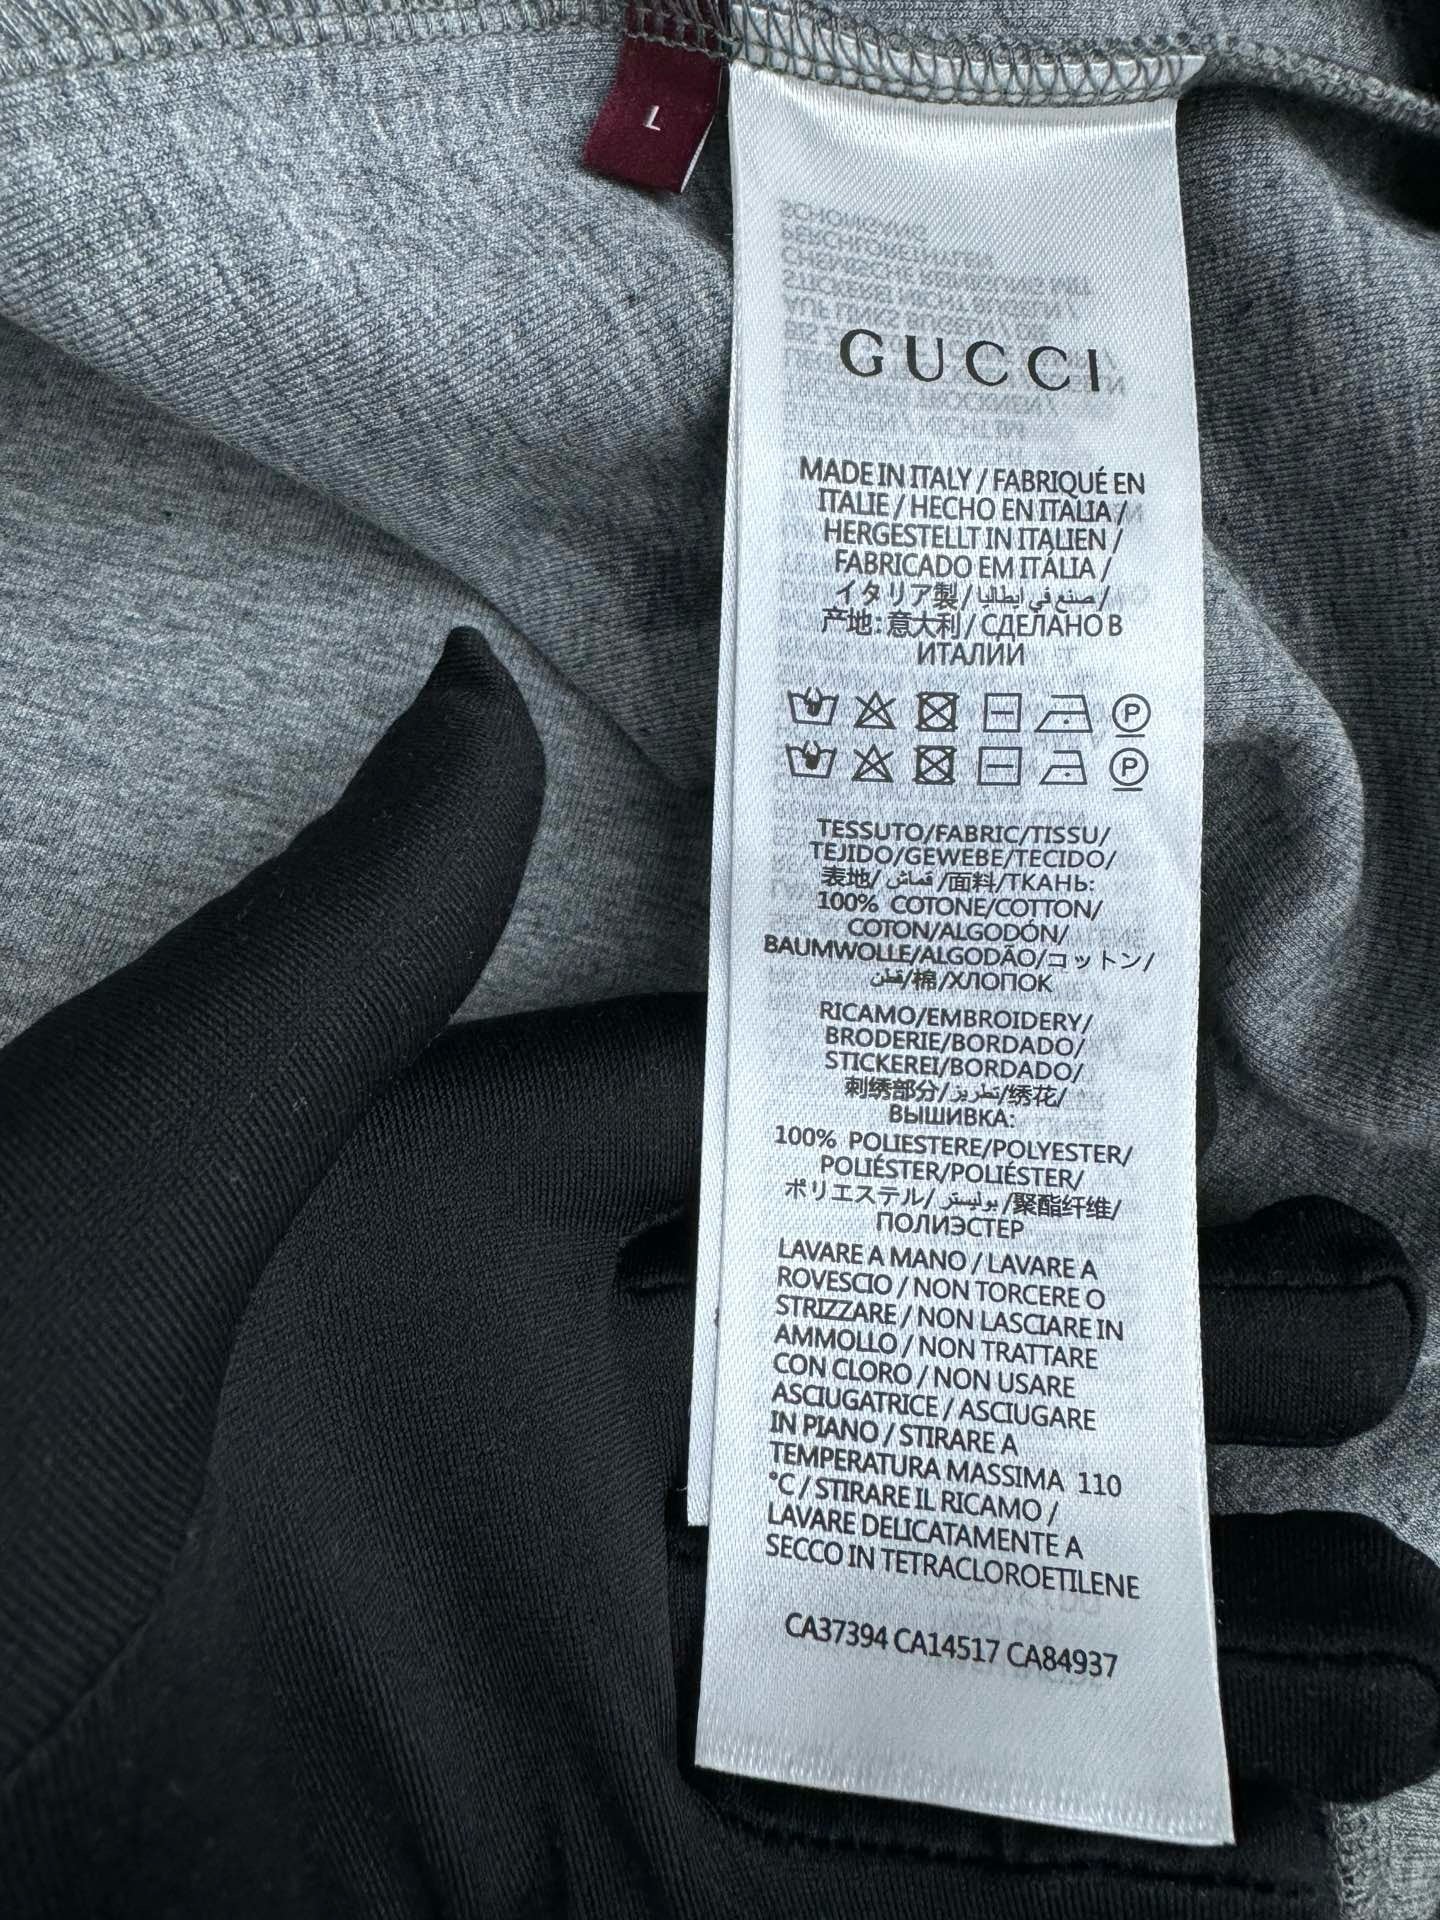 L
GUCCI
MADE IN ITALY / FABRIQUÉ EN
ITALIE / HECHO EN ITALIA /
HERGESTELLT IN ITALIEN /
FABRICADO EM ITÁLIA /
イタリア製 / صنع في إيطاليا /
产地: 意大利 / СДЕЛАНО В
ИТАЛИИ
P
P
TESSUTO/FABRIC/TISSU/
TEJIDO/GEWEBE/TECIDO/
表地/ قماش /面料/ТКАНЬ:
100% COTONE/COTTON/
COTON/ALGODÓN/
BAUMWOLLE/ALGODÃO/コットン/
قطن/棉/ХЛОПОК
RICAMO/EMBROIDERY/
BRODERIE/BORDADO/
STICKEREI/BORDADO/
刺绣部分/تطريز/绣花/
ВЫШИВКА:
100% POLIESTERE/POLYESTER/
POLIÉSTER/POLIÉSTER/
ポリエステル/ بوليستر /聚酯纤维/
ПОЛИЭСТЕР
LAVARE A MANO / LAVARE A
ROVESCIO / NON TORCERE O
STRIZZARE / NON LASCIARE IN
AMMOLLO / NON TRATTARE
CON CLORO / NON USARE
ASCIUGATRICE / ASCIUGARE
IN PIANO / STIRARE A
TEMPERATURA MASSIMA 110
°C / STIRARE IL RICAMO /
LAVARE DELICATAMENTE A
SECCO IN TETRACLOROETILENE
CA37394 CA14517 CA84937